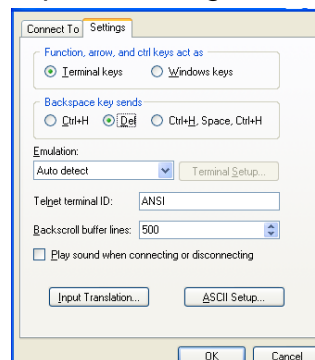 Connect To Settings
Function, arrow, and ctrl keys act as
Terminal keys Windows keys
Backspace key sends
Ctrl+H Del Ctrl+H, Space, Ctrl+H
Emulation:
Auto detect Terminal Setup...
Telnet terminal ID: ANSI
Backscroll buffer lines: 500
Play sound when connecting or disconnecting
Input Translation... ASCII Setup...
OK Cancel